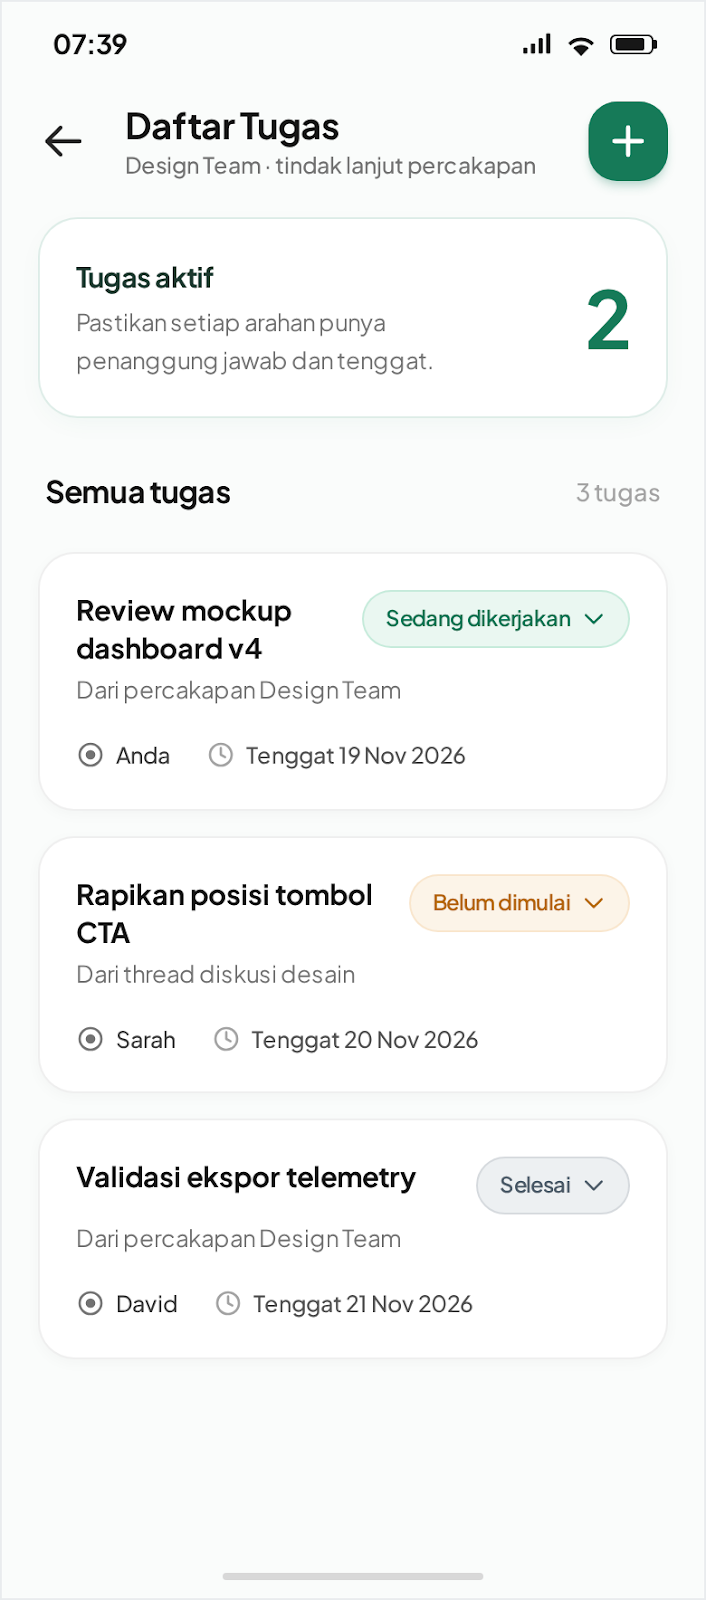 07:39
Daftar Tugas
Design Team · tindak lanjut percakapan
Tugas aktif
Pastikan setiap arahan punya
penanggung jawab dan tenggat.
2
Semua tugas
3 tugas
Review mockup
dashboard v4
Sedang dikerjakan
Dari percakapan Design Team
Anda
Tenggat 19 Nov 2026
Rapikan posisi tombol
CTA
Belum dimulai
Dari thread diskusi desain
Sarah
Tenggat 20 Nov 2026
Validasi ekspor telemetry
Selesai
Dari percakapan Design Team
David
Tenggat 21 Nov 2026